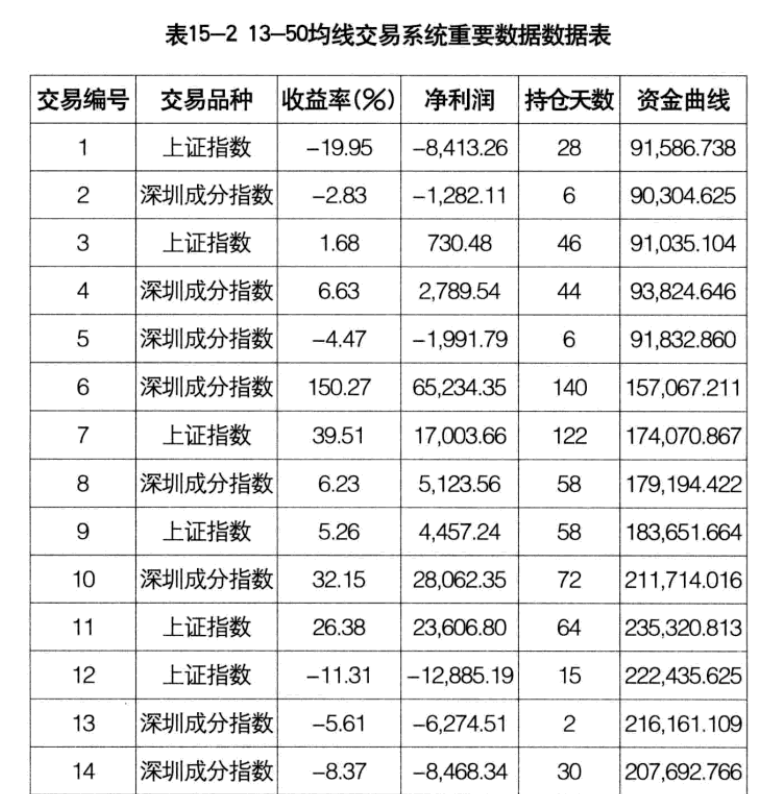 表15-2 13-50均线交易系统重要数据数据表
交易编号 交易品种 收益率(%) 净利润 持仓天数 资金曲线
1 上证指数 -19.95 -8,413.26 28 91,586.738
2 深圳成分指数 -2.83 -1,282.11 6 90,304.625
3 上证指数 1.68 730.48 46 91,035.104
4 深圳成分指数 6.63 2,789.54 44 93,824.646
5 深圳成分指数 -4.47 -1,991.79 6 91,832.860
6 深圳成分指数 150.27 65,234.35 140 157,067.211
7 上证指数 39.51 17,003.66 122 174,070.867
8 深圳成分指数 6.23 5,123.56 58 179,194.422
9 上证指数 5.26 4,457.24 58 183,651.664
10 深圳成分指数 32.15 28,062.35 72 211,714.016
11 上证指数 26.38 23,606.80 64 235,320.813
12 上证指数 -11.31 -12,885.19 15 222,435.625
13 深圳成分指数 -5.61 -6,274.51 2 216,161.109
14 深圳成分指数 -8.37 -8,468.34 30 207,692.766